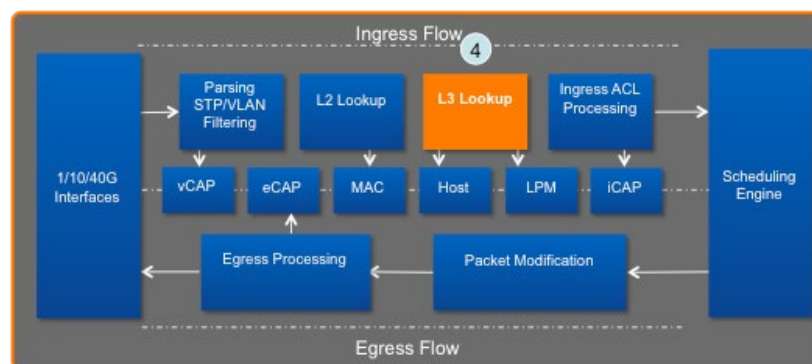 Ingress Flow
4
1/10/40G
Interfaces
Parsing
STP/VLAN
Filtering
L2 Lookup
L3 Lookup
Ingress ACL
Processing
Scheduling
Engine
vCAP
eCAP
MAC
Host
LPM
iCAP
Egress Processing
Packet Modification
Egress Flow